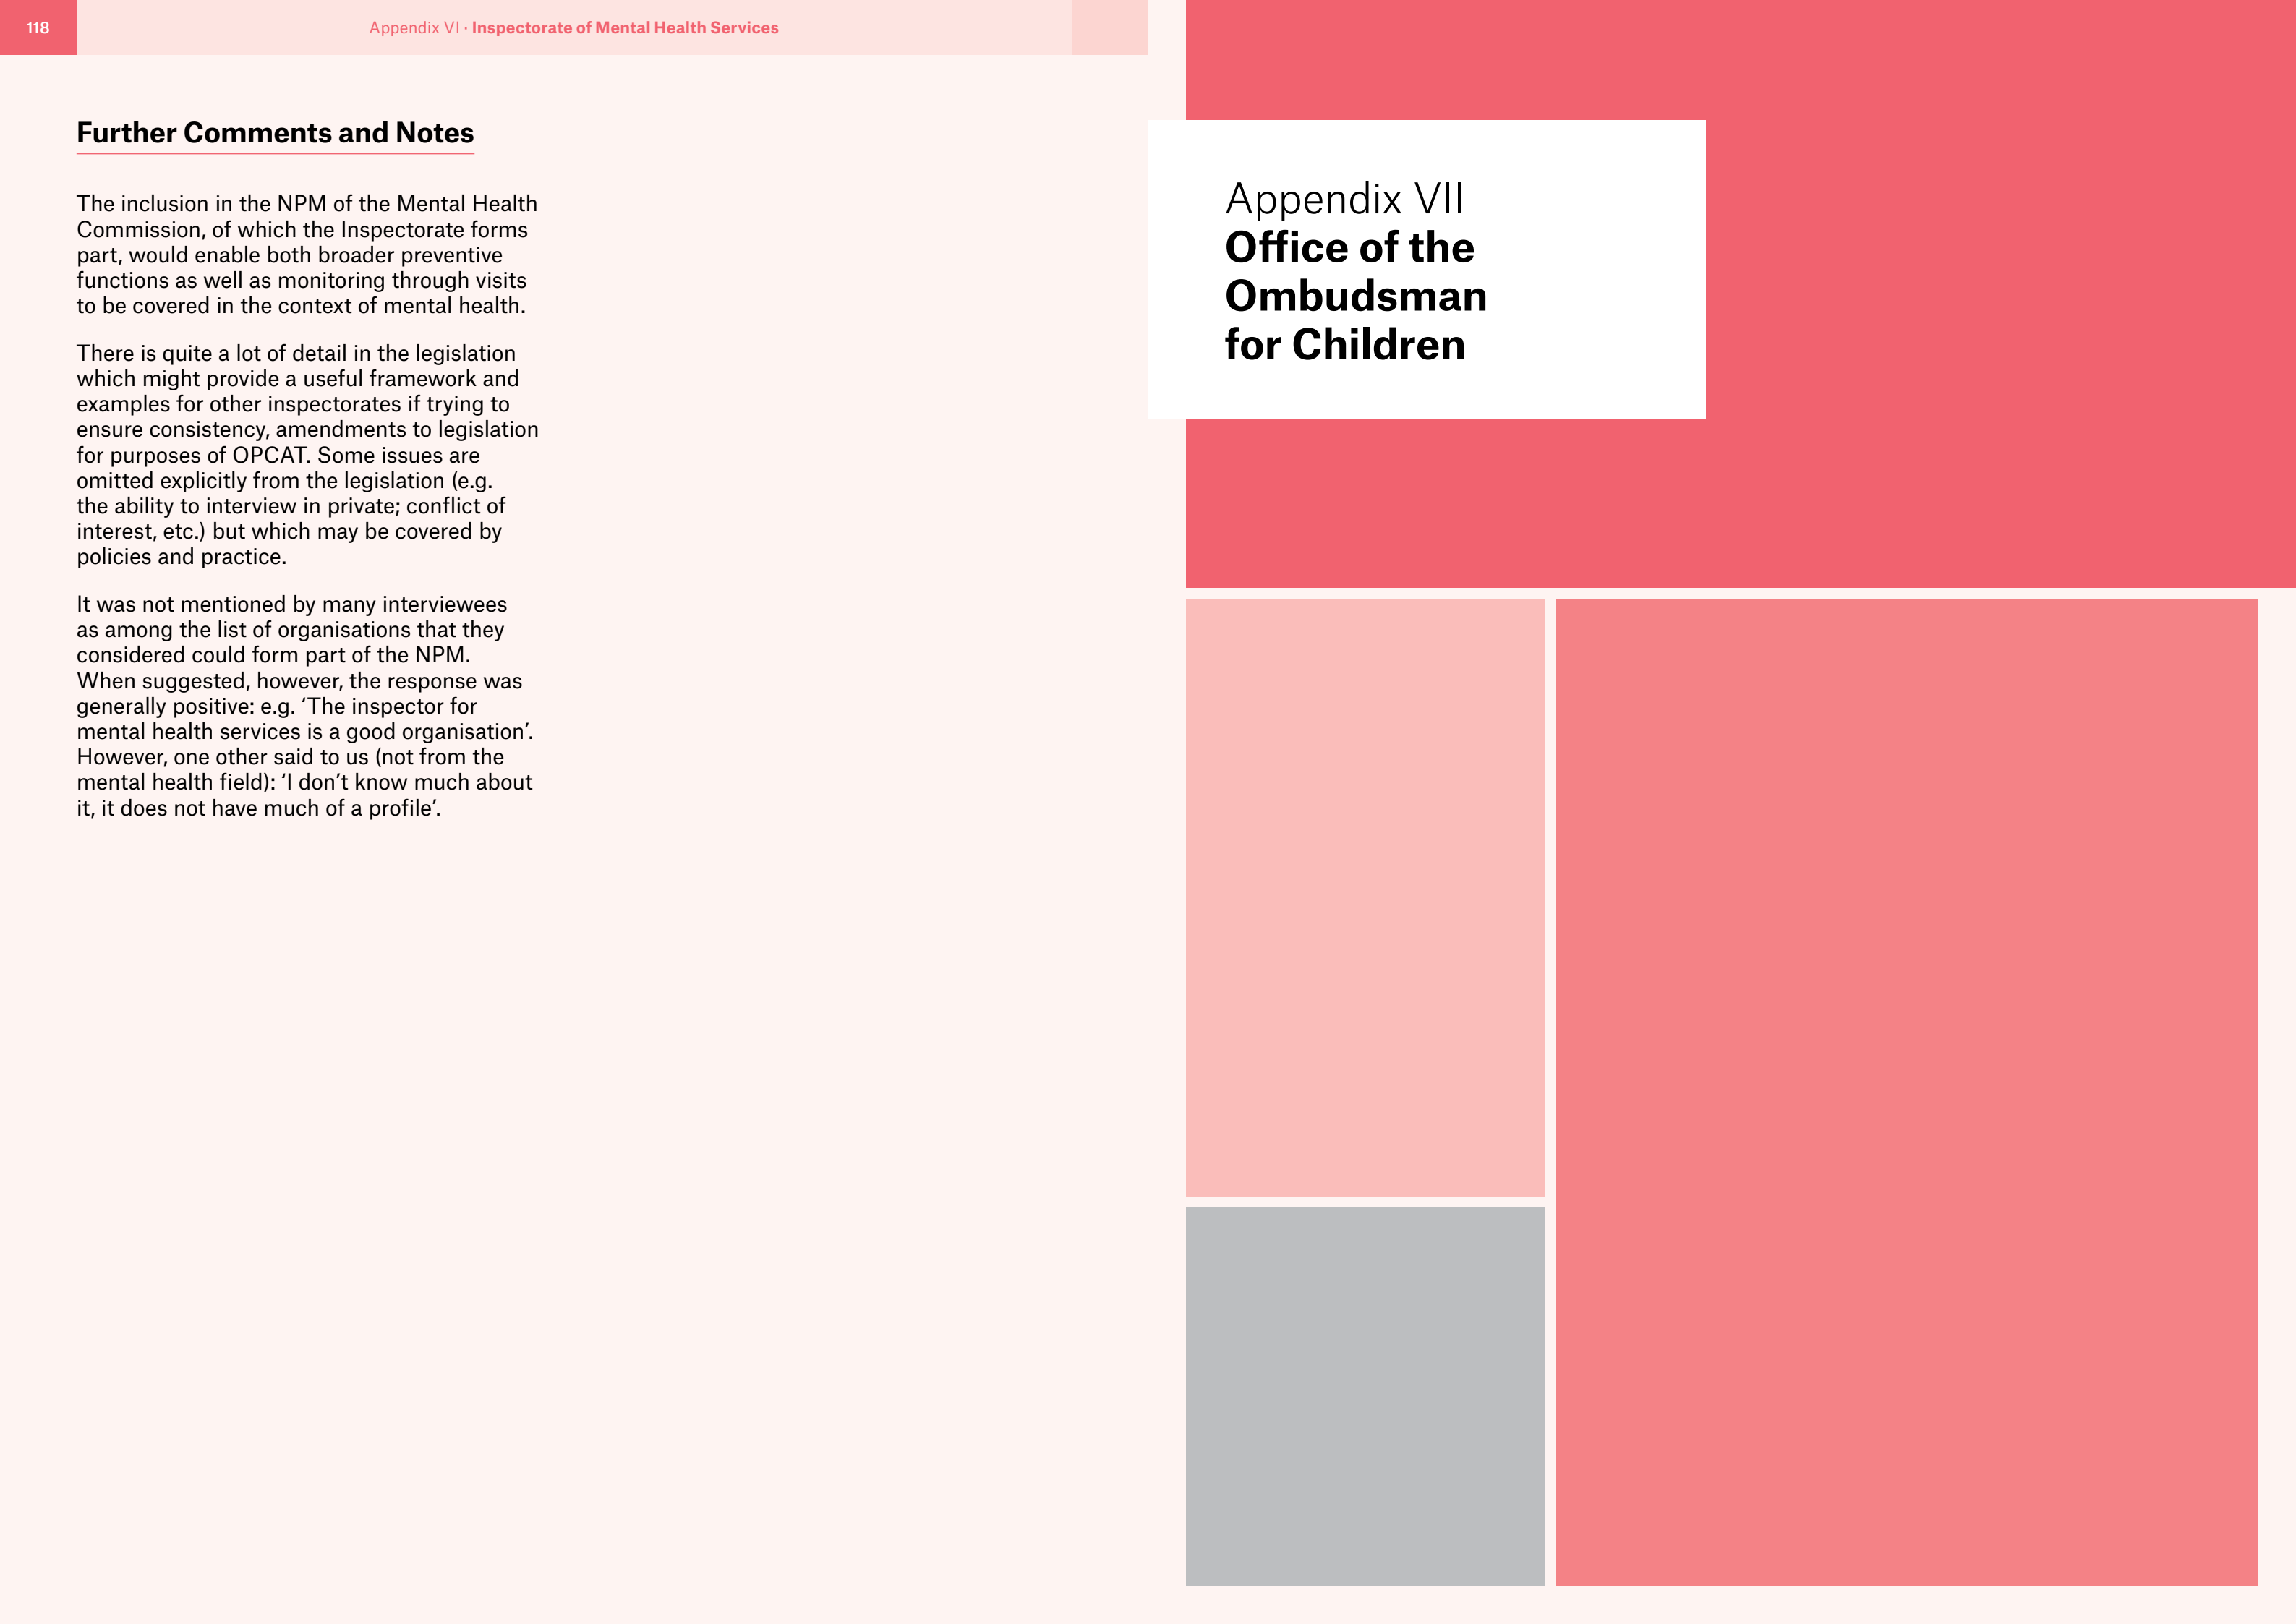 118
Appendix VI · Inspectorate of Mental Health Services
Further Comments and Notes
The inclusion in the NPM of the Mental Health
Commission, of which the Inspectorate forms
part, would enable both broader preventive
functions as well as monitoring through visits
to be covered in the context of mental health.
There is quite a lot of detail in the legislation
which might provide a useful framework and
examples for other inspectorates if trying to
ensure consistency, amendments to legislation
for purposes of OPCAT. Some issues are
omitted explicitly from the legislation (e.g.
the ability to interview in private; conflict of
interest, etc.) but which may be covered by
policies and practice.
It was not mentioned by many interviewees
as among the list of organisations that they
considered could form part of the NPM.
When suggested, however, the response was
generally positive: e.g. ‘The inspector for
mental health services is a good organisation’.
However, one other said to us (not from the
mental health field): ‘I don’t know much about
it, it does not have much of a profile’.
Appendix VII
Office of the
Ombudsman
for Children